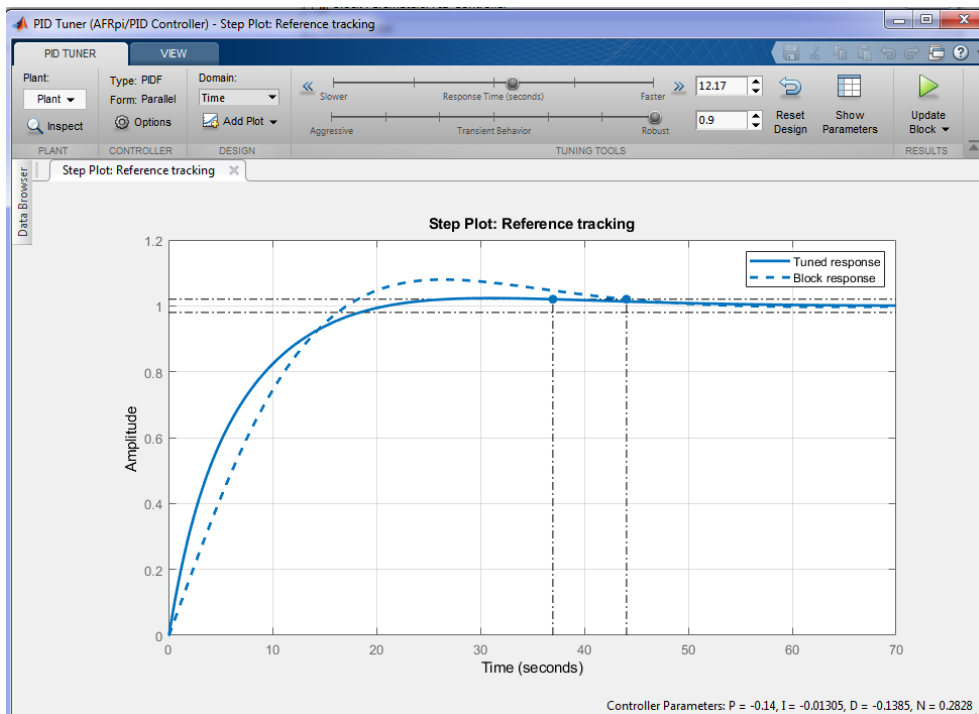 PID Tuner (AFRpi/PID Controller) - Step Plot: Reference tracking
PID TUNER VIEW
Plant: Type: PIDF Domain:
Plant Form: Parallel Time
Inspect Options Add Plot
Slower Response Time (seconds) Faster 12.17
Aggressive Transient Behavior Robust 0.9
Reset Design
Show Parameters
Update Block
PLANT CONTROLLER DESIGN TUNING TOOLS RESULTS
Data Browser
Step Plot: Reference tracking
Step Plot: Reference tracking
Tuned response
Block response
Amplitude
1.2
1
0.8
0.6
0.4
0.2
0
0 10 20 30 40 50 60 70
Time (seconds)
Controller Parameters: P = -0.14, I = -0.01305, D = -0.1385, N = 0.2828